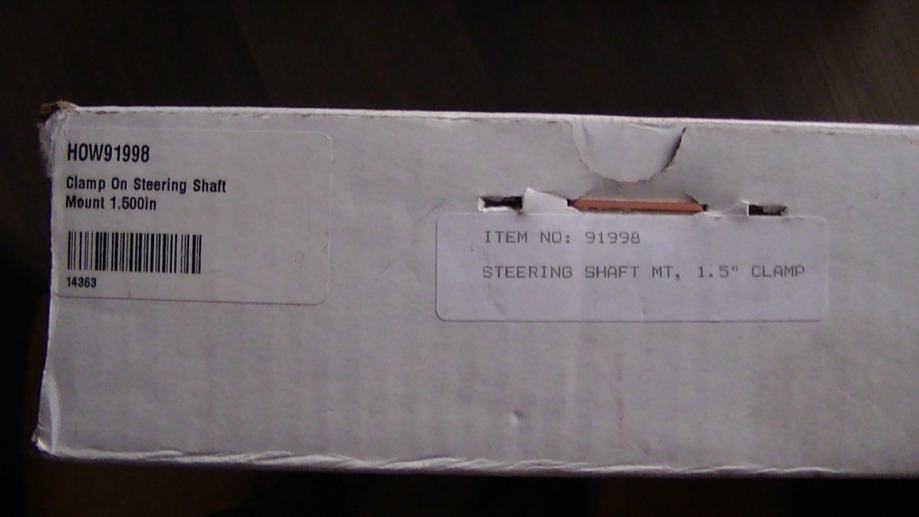 HOW91998
Clamp On Steering Shaft
Mount 1.500in
14363
ITEM NO: 91998
STEERING SHAFT MT, 1.5" CLAMP